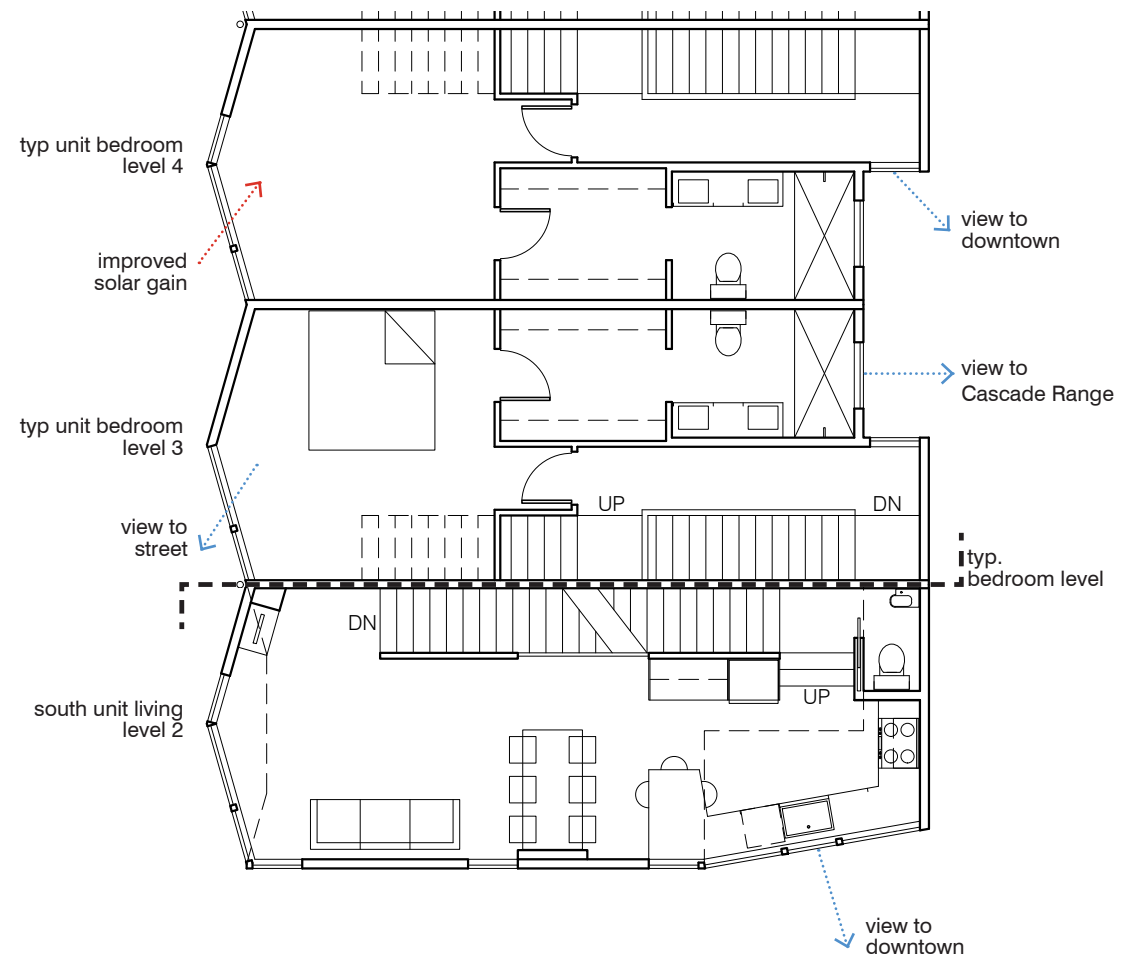 typ unit bedroom
level 4
improved
solar gain
view to
downtown
view to
Cascade Range
typ unit bedroom
level 3
view to
street
UP
DN
typ.
bedroom level
DN
UP
south unit living
level 2
view to
downtown